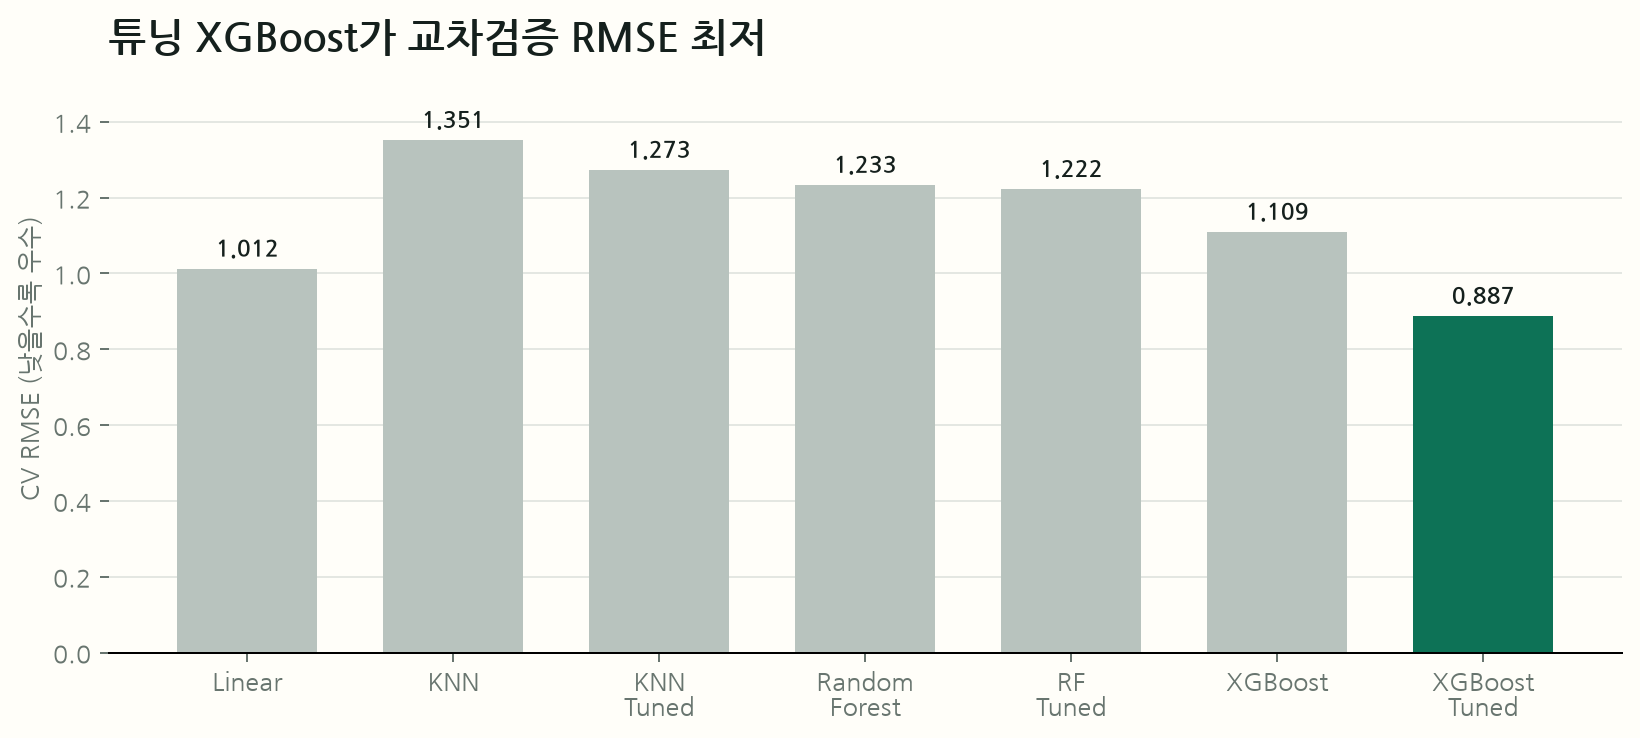 튜닝 XGBoost가 교차검증 RMSE 최저
CV RMSE (낮을수록 우수)
1.4
1.2
1.0
0.8
0.6
0.4
0.2
0.0
1.012
1.351
1.273
1.233
1.222
1.109
0.887
Linear
KNN
KNN
Tuned
Random
Forest
RF
Tuned
XGBoost
XGBoost
Tuned